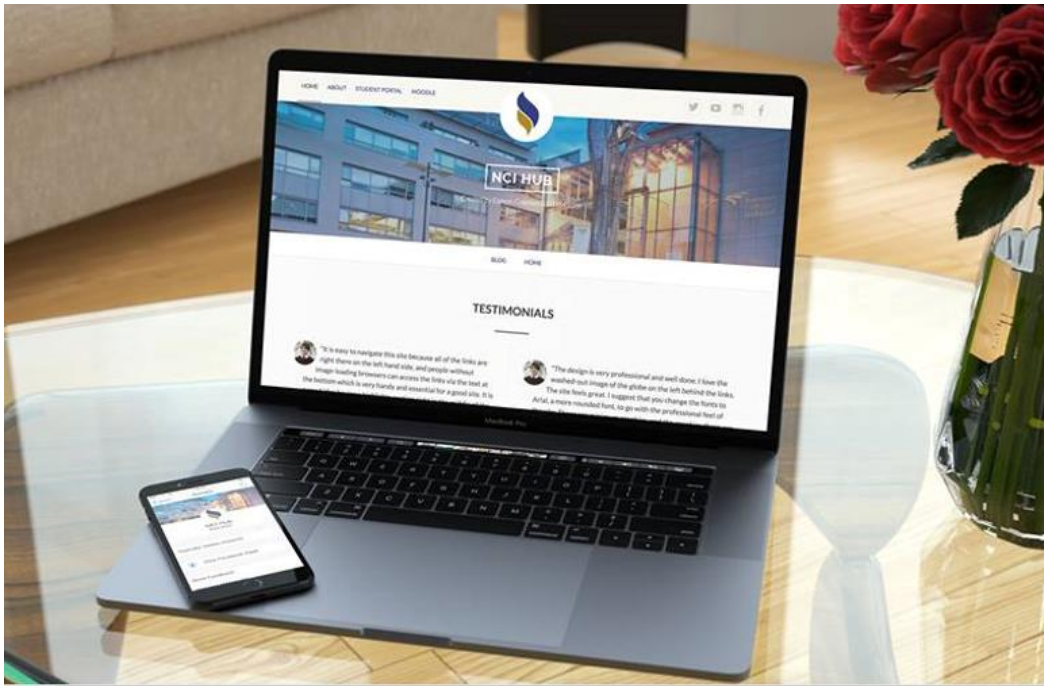 HOME ABOUT STUDENT PORTAL MOODLE
NCI HUB
BLOG HOME
TESTIMONIALS
"It is easy to navigate this site because all of the links are
right there on the left hand side, and people without
image-loading browsers can access the links via the text at
the bottom which is very handy and essential for a good site. It is
"The design is very professional and well done. I love the
washed-out image of the globe on the left behind the links.
The site feels great. I suggest that you change the fonts to
Arial, a more rounded font, to go with the professional feel of
MacBook Pro
NCI HUB